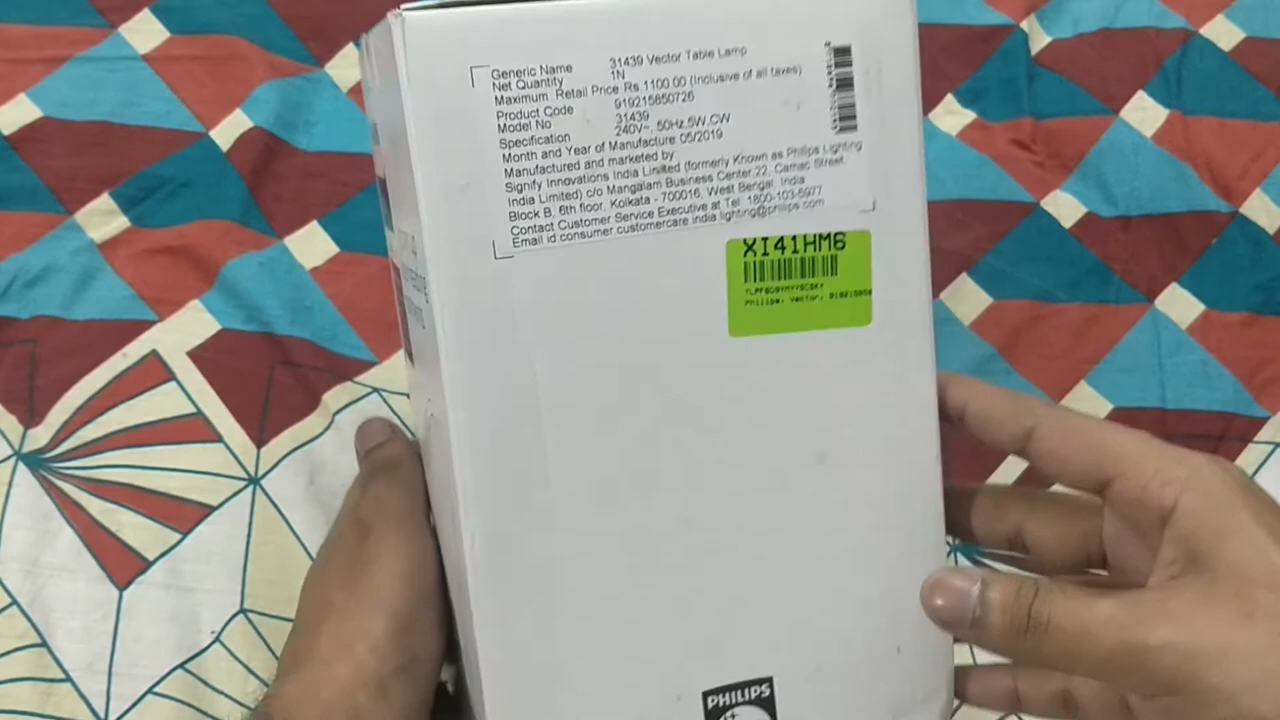 Generic Name 31439 Vector Table Lamp
Net Quantity 1N
Maximum Retail Price Rs.1100.00 (Inclusive of all taxes)
Product Code 919215850726
Model No 31439
Specification 240V~, 50Hz,5W,CW
Month and Year of Manufacture 05/2019
Manufactured and marketed by
Signify Innovations India Limited (formerly Known as Philips Lighting
India Limited) c/o Mangalam Business Center 22, Camac Street,
Block B, 6th floor, Kolkata - 700016, West Bengal, India
Contact Customer Service Executive at Tel. 1800-103-5977
Email id:consumer.customercare.india.lighting@philips.com
XI41HM6
Philips, Vector,
PHILIPS